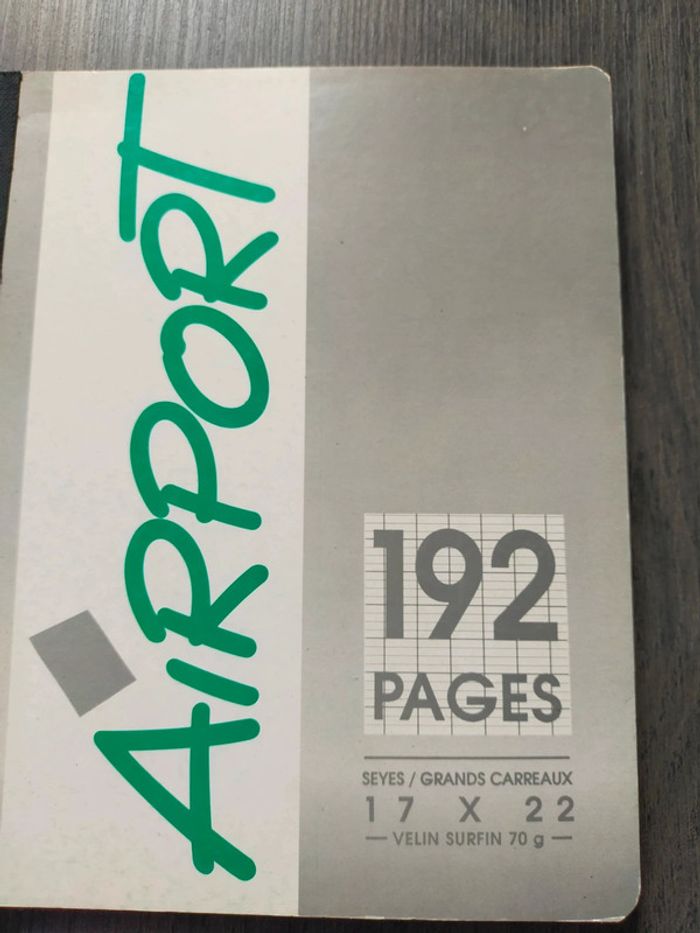 AIRPORT
192
PAGES
SEYES / GRANDS CARREAUX
17 X 22
— VELIN SURFIN 70 g —